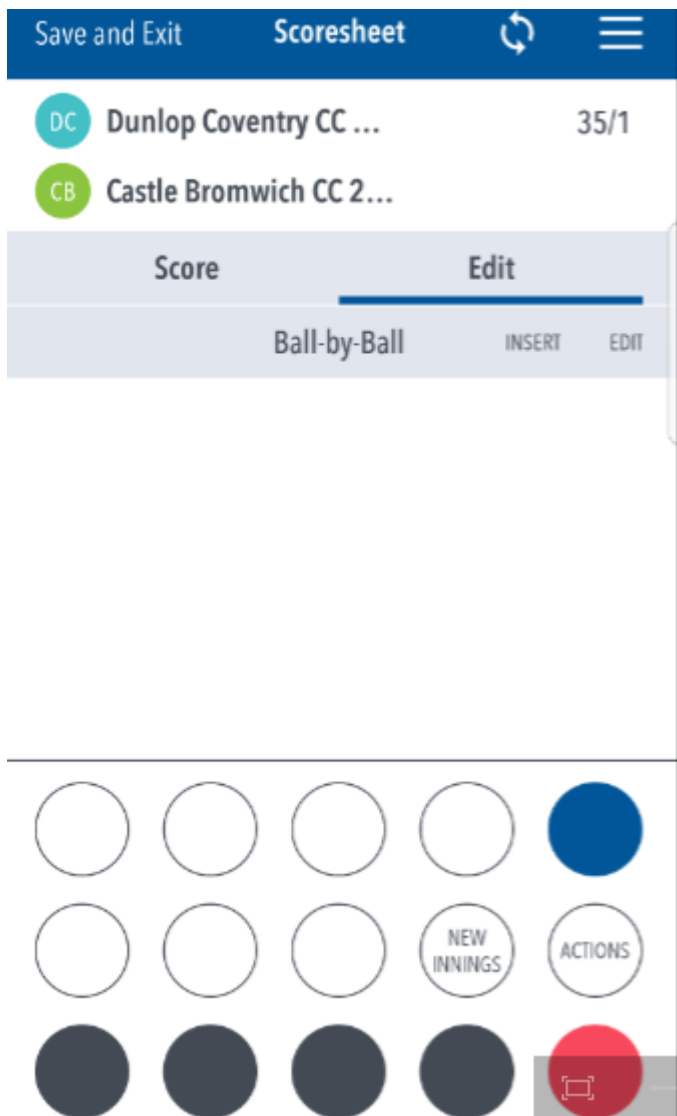 Save and Exit Scoresheet
DC Dunlop Coventry CC ... 35/1
CB Castle Bromwich CC 2...
Score Edit
Ball-by-Ball INSERT EDIT
NEW
INNINGS
ACTIONS